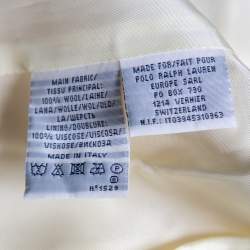 MAIN FABRIC/
TISSU PRINCIPAL:
100% WOOL/LAINE/
LANA/WOLLE/WOL/ULD/
LÃ/ШЕРСТЬ
LINING/DOUBLURE:
100% VISCOSE/VISCOSA/
VISKOSE/ВИСКОЗА
MADE IN ITALY
N°1529
MADE FOR/FAIT POUR
POLO RALPH LAUREN
EUROPE SARL
PO BOX 730
1214 VERNIER
SWITZERLAND
N.I.F.: IT03945310963